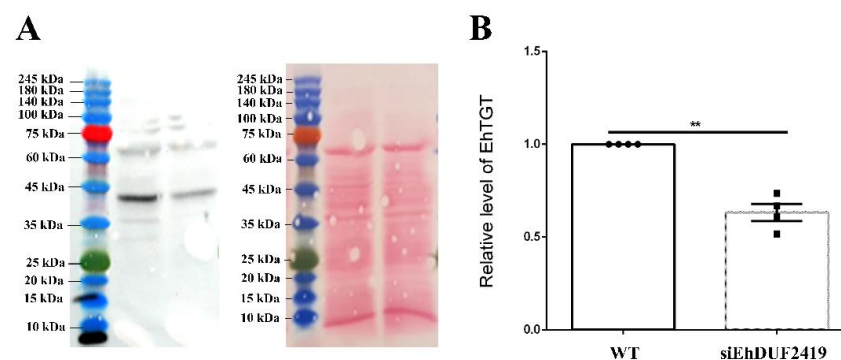 A
245 kDa
180 kDa
140 kDa
100 kDa
75 kDa
60 kDa
45 kDa
35 kDa
25 kDa
20 kDa
15 kDa
10 kDa
245 kDa
180 kDa
140 kDa
100 kDa
75 kDa
60 kDa
45 kDa
35 kDa
25 kDa
20 kDa
15 kDa
10 kDa
B
Relative level of EhTGT
1.5
1.0
0.5
0.0
**
WT
siEhDUF2419